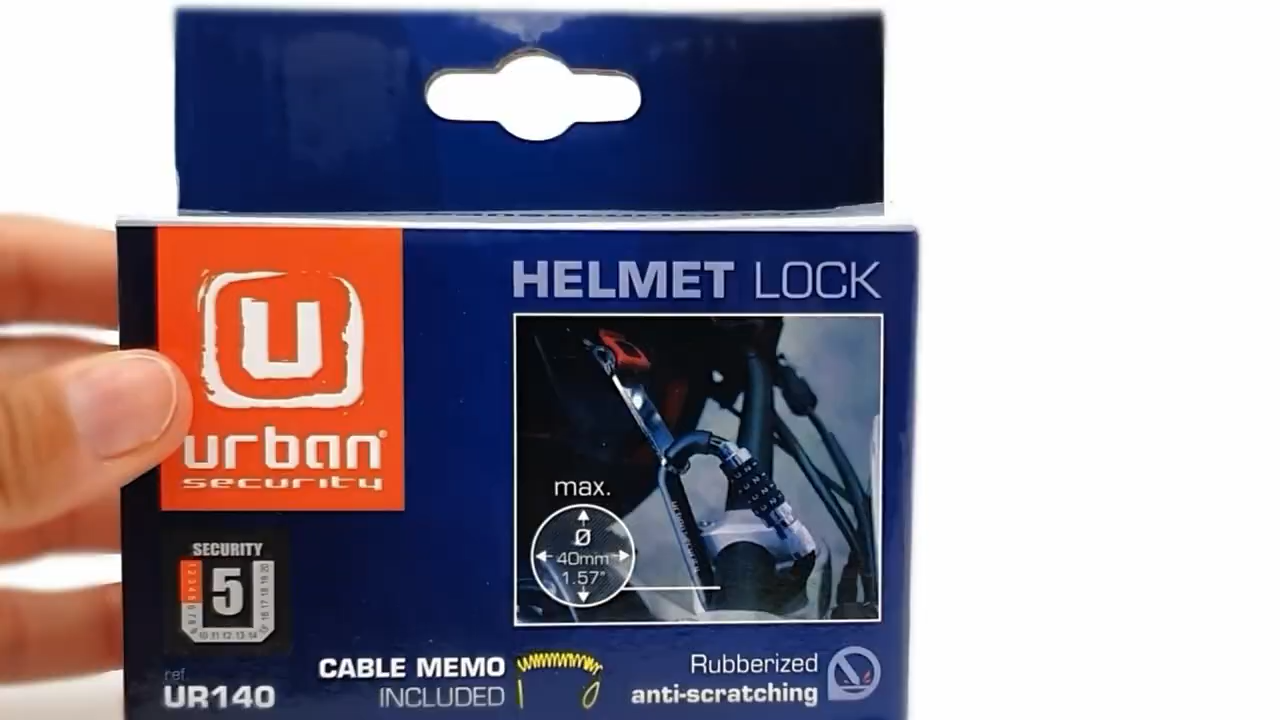 HELMET LOCK
U
urban®
security
max.
Ø
40mm
1.57"
SECURITY
5
ref.
UR140
CABLE MEMO
INCLUDED
Rubberized
anti-scratching